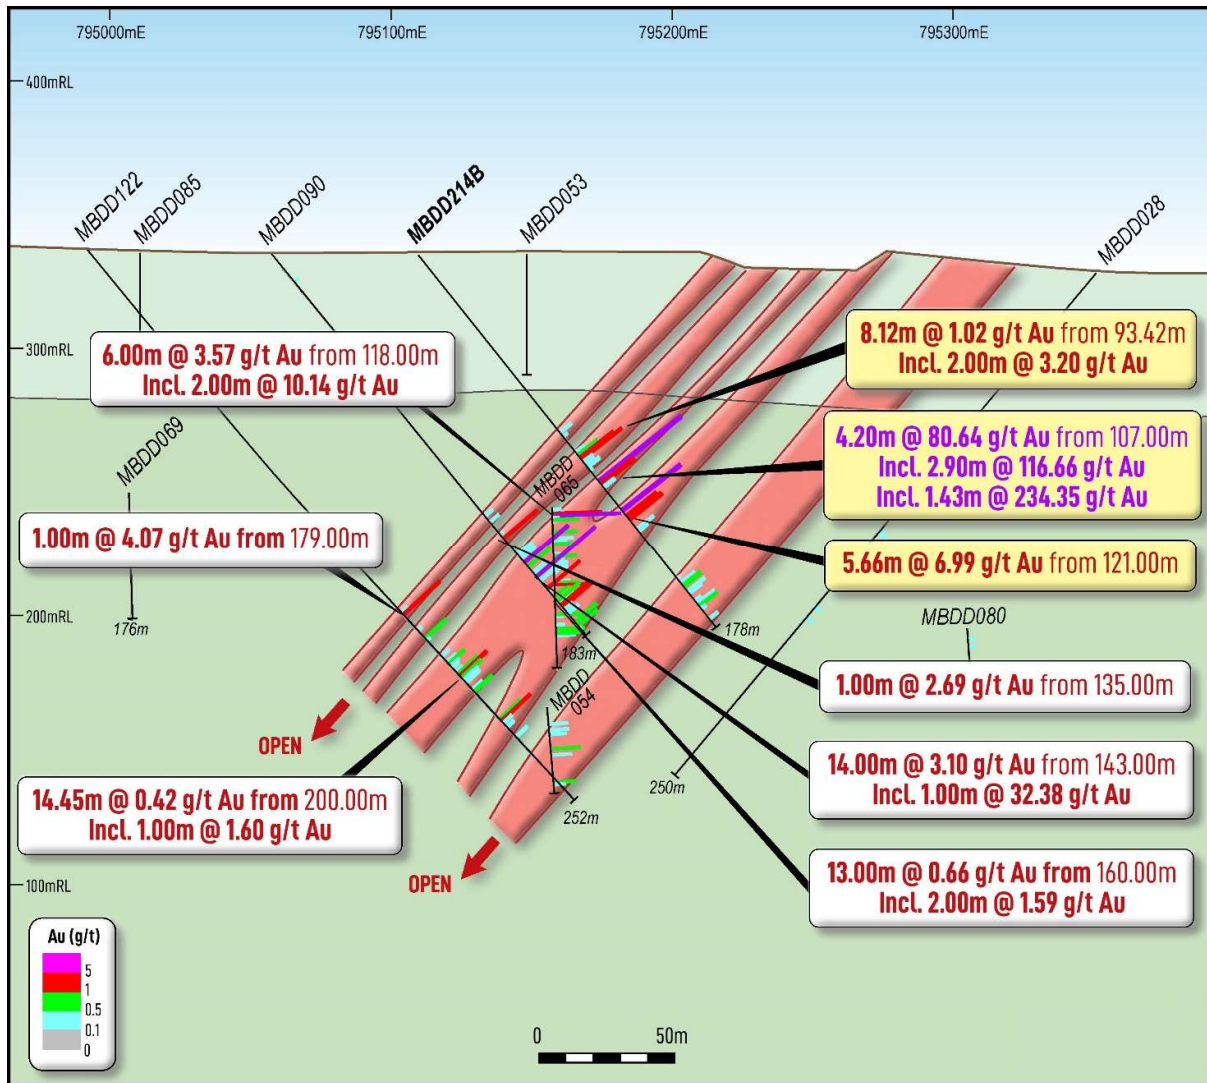 795000mE
795100mE
795200mE
795300mE
400mRL
MBDD122
MBDD085
MBDD090
MBDD214B
MBDD053
MBDD028
300mRL
6.00m @ 3.57 g/t Au from 118.00m
Incl. 2.00m @ 10.14 g/t Au
8.12m @ 1.02 g/t Au from 93.42m
Incl. 2.00m @ 3.20 g/t Au
MBDD069
MBDD
065
4.20m @ 80.64 g/t Au from 107.00m
Incl. 2.90m @ 116.66 g/t Au
Incl. 1.43m @ 234.35 g/t Au
1.00m @ 4.07 g/t Au from 179.00m
5.66m @ 6.99 g/t Au from 121.00m
200mRL
176m
178m
MBDD080
183m
MBDD
054
1.00m @ 2.69 g/t Au from 135.00m
OPEN
14.45m @ 0.42 g/t Au from 200.00m
Incl. 1.00m @ 1.60 g/t Au
250m
252m
14.00m @ 3.10 g/t Au from 143.00m
Incl. 1.00m @ 32.38 g/t Au
OPEN
100mRL
13.00m @ 0.66 g/t Au from 160.00m
Incl. 2.00m @ 1.59 g/t Au
Au (g/t)
5
1
0.5
0.1
0
0
50m